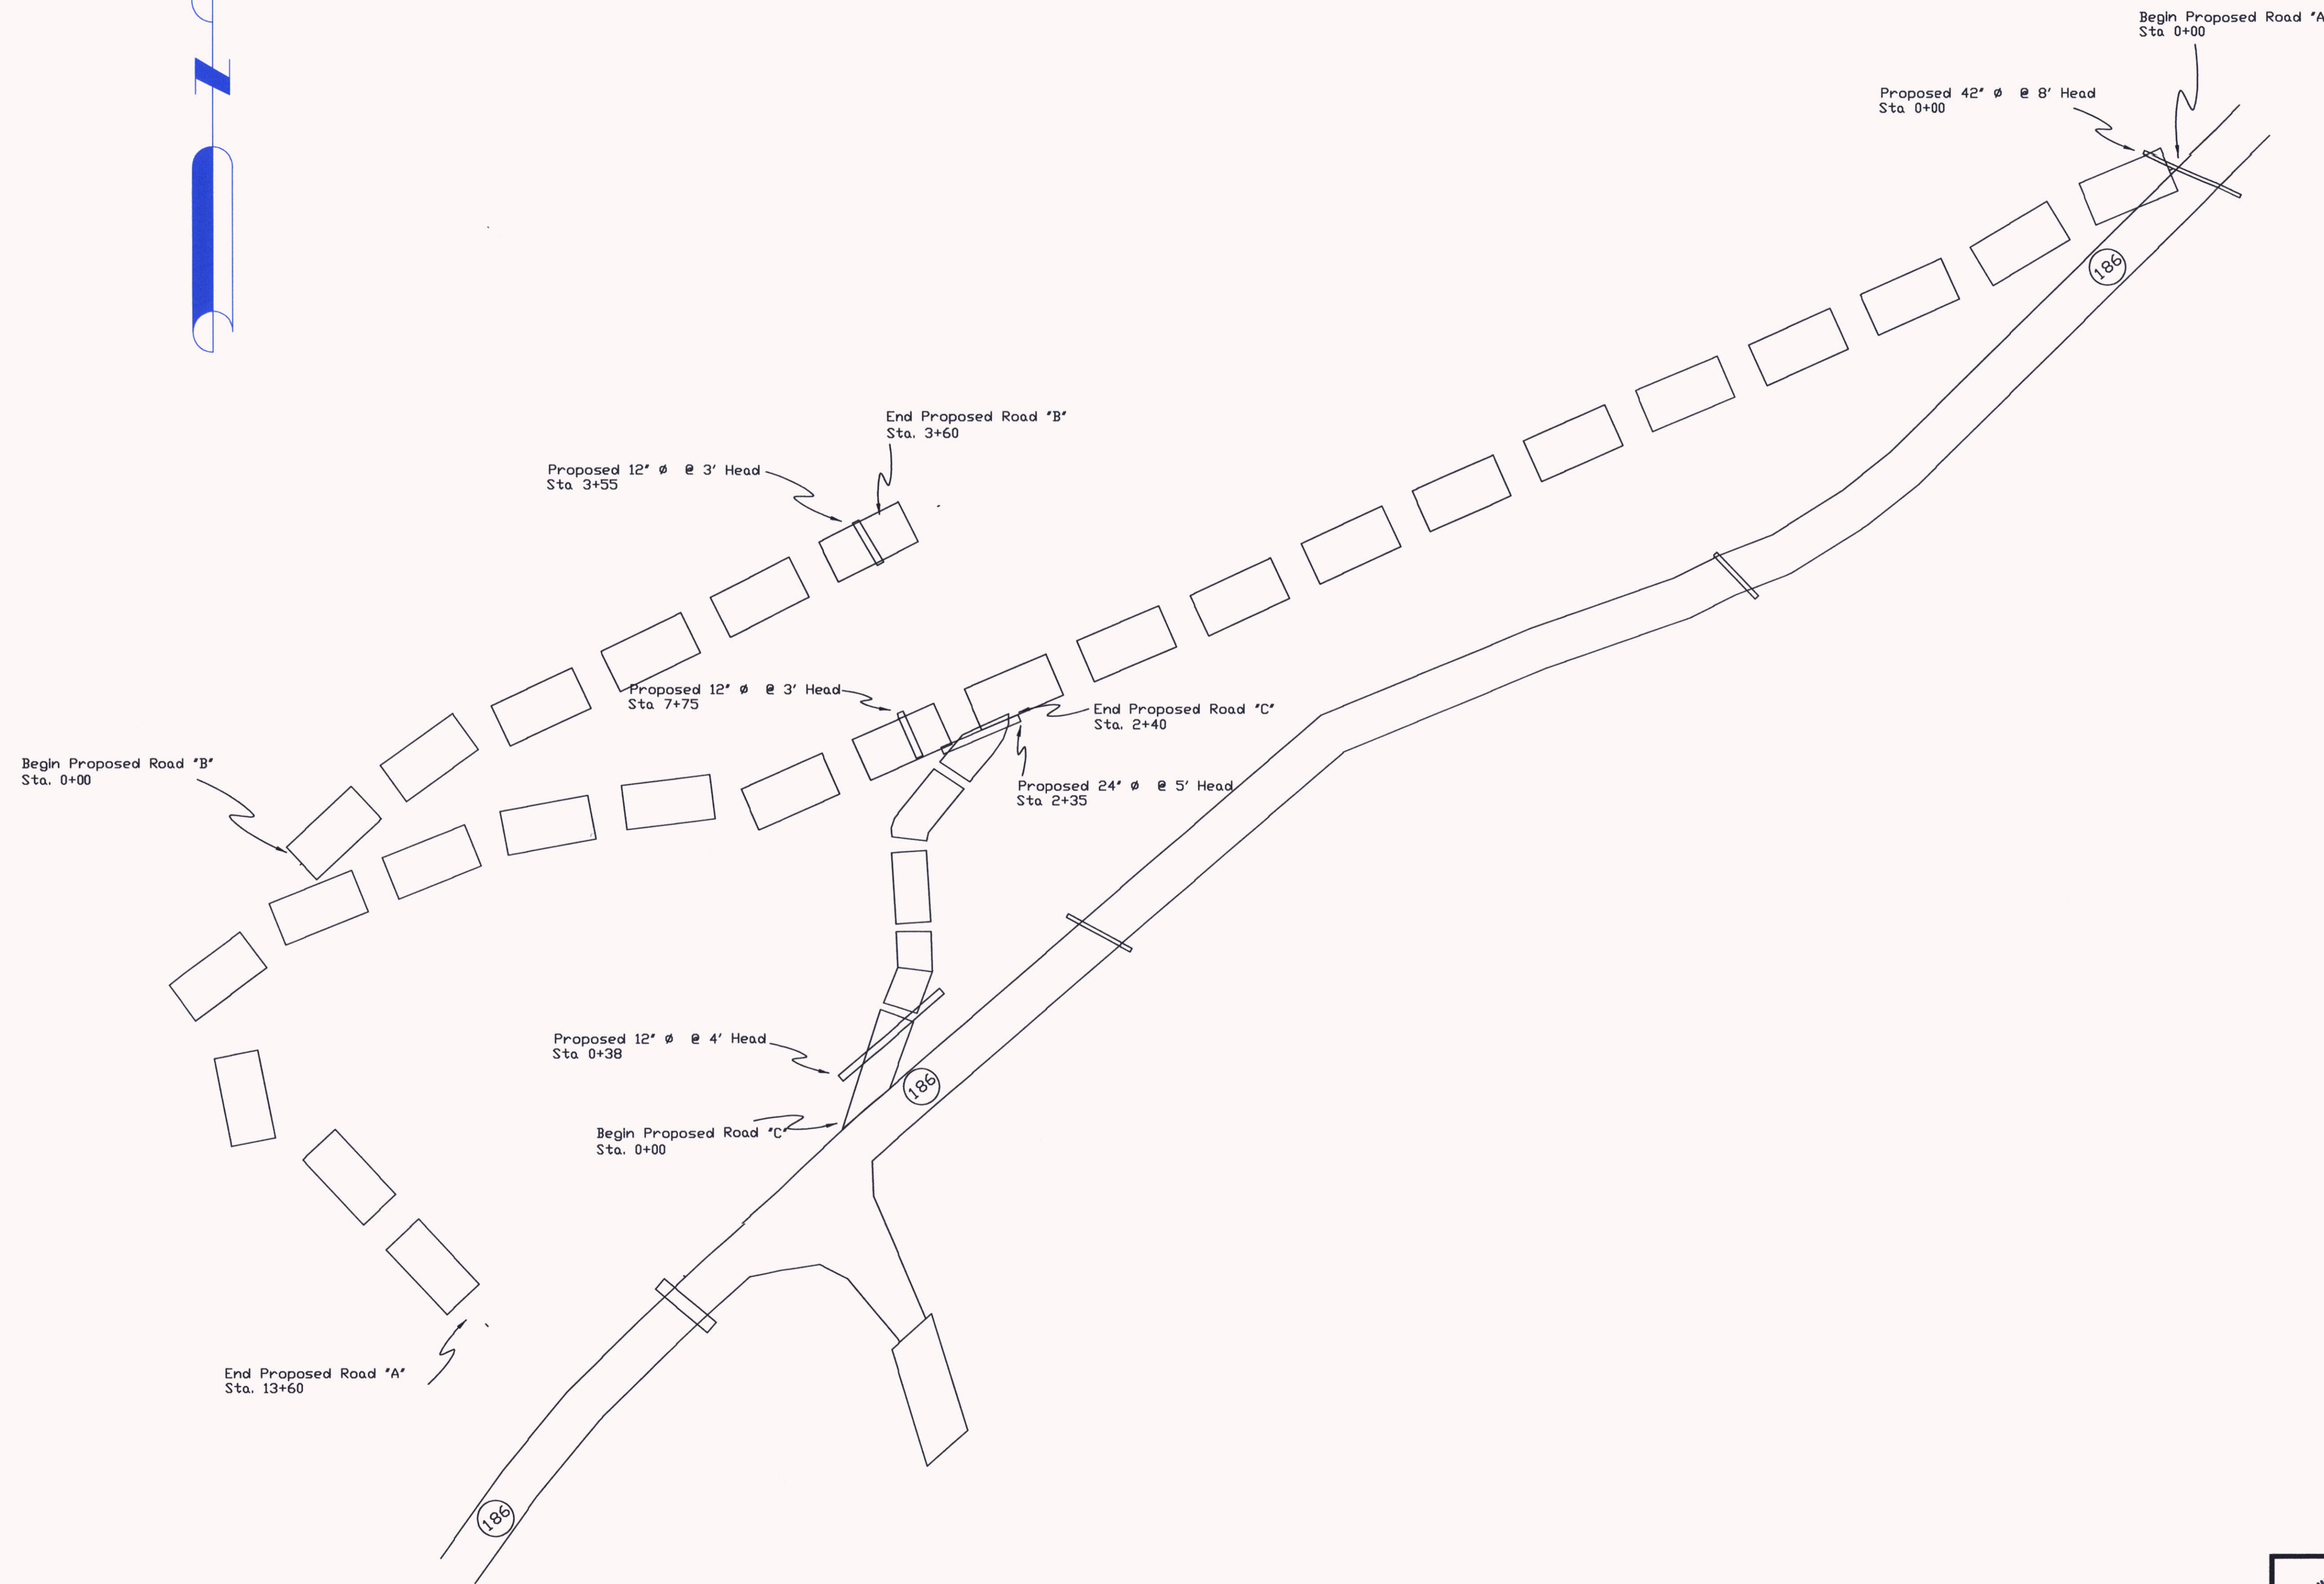 Begin Proposed Road "A
Sta 0+00
Proposed 42" ø @ 8' Head
Sta 0+00
186
End Proposed Road "B"
Sta. 3+60
Proposed 12" ø @ 3' Head
Sta 3+55
Proposed 12" ø @ 3' Head
Sta 7+75
End Proposed Road "C"
Sta. 2+40
Begin Proposed Road "B"
Sta. 0+00
Proposed 24" ø @ 5' Head
Sta 2+35
Proposed 12" ø @ 4' Head
Sta 0+38
186
Begin Proposed Road "C"
Sta. 0+00
End Proposed Road "A"
Sta. 13+60
186